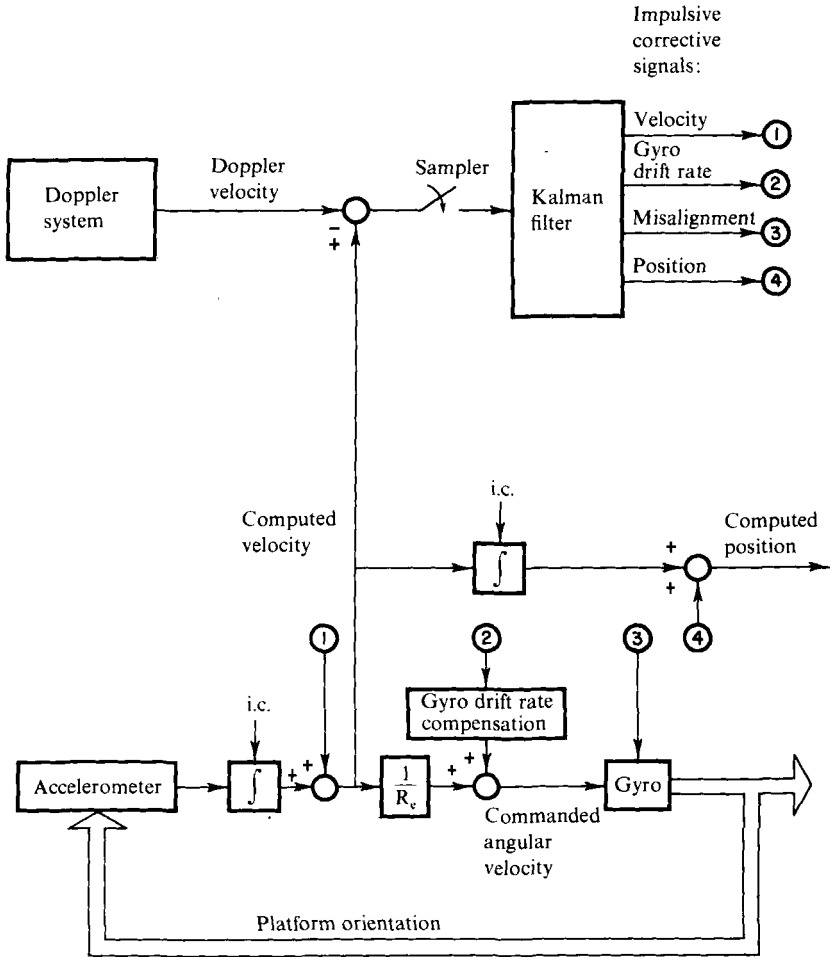 Impulsive
corrective
signals:
Velocity
①
Doppler
system
Doppler
velocity
Sampler
Kalman
filter
Gyro
drift rate
②
Misalignment
③
Position
④
−
+
Computed
velocity
i.c.
∫
+
+
Computed
position
①
②
③
④
i.c.
Gyro drift rate
compensation
Accelerometer
∫
+
+
1
R_e
+
+
Gyro
Commanded
angular
velocity
Platform orientation